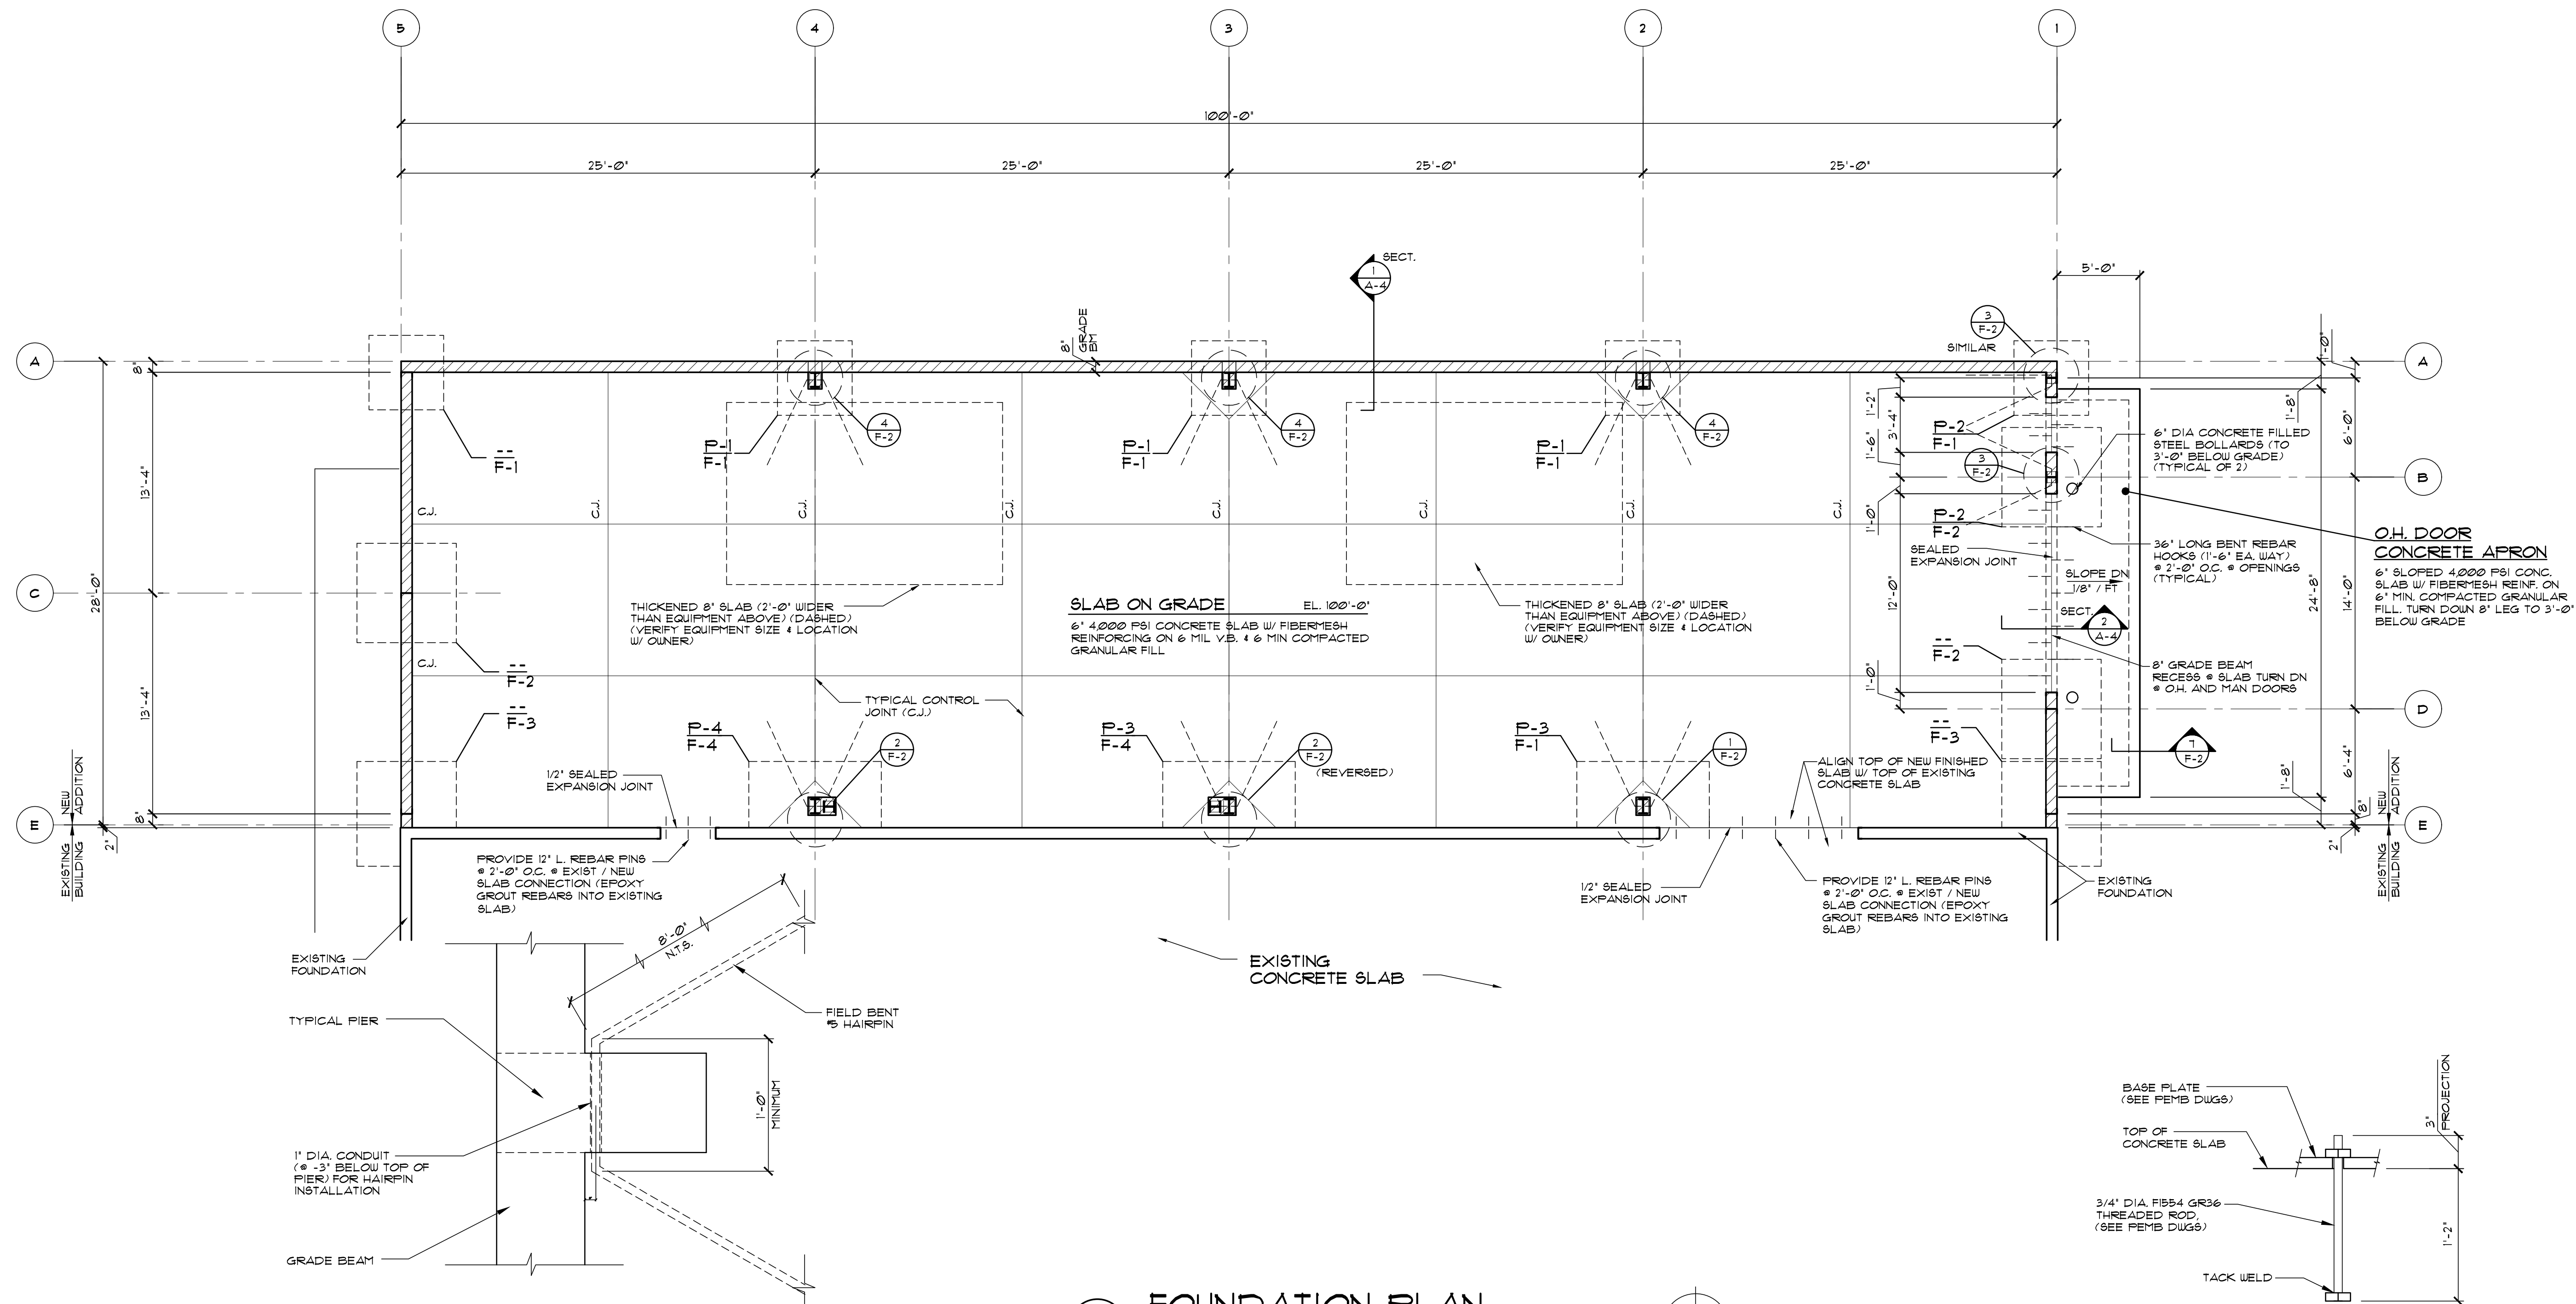 5
4
3
2
1
100'-0"
25'-0"
25'-0"
25'-0"
25'-0"
SECT.
1
A-4
5'-0"
8"
GRADE
BM
3
F-2
SIMILAR
1'-0"
A
A
8"
1'-8"
1'-2"
3'-4"
1'-6"
6'-0"
4
F-2
4
F-2
4
F-2
P-1
F-1
P-1
F-1
P-1
F-1
P-2
F-1
--
F-1
6" DIA CONCRETE FILLED
STEEL BOLLARDS (TO
3'-0" BELOW GRADE)
(TYPICAL OF 2)
13'-4"
3
F-2
B
C.J.
C.J.
C.J.
C.J.
C.J.
C.J.
C.J.
C.J.
1'-0"
P-2
F-2
O.H. DOOR
CONCRETE APRON
6" SLOPED 4,000 PSI CONC.
SLAB W/ FIBERMESH REINF. ON
6" MIN. COMPACTED GRANULAR
FILL. TURN DOWN 8" LEG TO 3'-0"
BELOW GRADE
36" LONG BENT REBAR
HOOKS (1'-6" EA. WAY)
@ 2'-0" O.C. @ OPENINGS
(TYPICAL)
SEALED
EXPANSION JOINT
SLOPE DN
1/8" / FT
C
28'-0"
12'-0"
24'-8"
14'-0"
THICKENED 8" SLAB (2'-0" WIDER
THAN EQUIPMENT ABOVE) (DASHED)
(VERIFY EQUIPMENT SIZE & LOCATION
W/ OWNER)
SLAB ON GRADE EL. 100'-0"
6" 4,000 PSI CONCRETE SLAB W/ FIBERMESH
REINFORCING ON 6 MIL V.B. & 6 MIN COMPACTED
GRANULAR FILL
THICKENED 8" SLAB (2'-0" WIDER
THAN EQUIPMENT ABOVE) (DASHED)
(VERIFY EQUIPMENT SIZE & LOCATION
W/ OWNER)
SECT.
2
A-4
--
F-2
--
F-2
C.J.
1'-0"
8" GRADE BEAM
RECESS @ SLAB TURN DN
@ O.H. AND MAN DOORS
13'-4"
--
F-3
TYPICAL CONTROL
JOINT (C.J.)
D
P-4
F-4
P-3
F-4
P-3
F-1
--
F-3
2
F-2
2
F-2
(REVERSED)
1
F-2
7
F-2
1/2" SEALED
EXPANSION JOINT
ALIGN TOP OF NEW FINISHED
SLAB W/ TOP OF EXISTING
CONCRETE SLAB
6'-4"
1'-8"
8"
8"
E
E
NEW
ADDITION
EXISTING
BUILDING
2"
2"
NEW
ADDITION
EXISTING
BUILDING
PROVIDE 12" L. REBAR PINS
@ 2'-0" O.C. @ EXIST / NEW
SLAB CONNECTION (EPOXY
GROUT REBARS INTO EXISTING
SLAB)
1/2" SEALED
EXPANSION JOINT
PROVIDE 12" L. REBAR PINS
@ 2'-0" O.C. @ EXIST / NEW
SLAB CONNECTION (EPOXY
GROUT REBARS INTO EXISTING
SLAB)
EXISTING
FOUNDATION
EXISTING
FOUNDATION
8'-0"
N.T.S.
EXISTING
CONCRETE SLAB
TYPICAL PIER
FIELD BENT
#5 HAIRPIN
1'-0"
MINIMUM
1" DIA. CONDUIT
(@ -3" BELOW TOP OF
PIER) FOR HAIRPIN
INSTALLATION
GRADE BEAM
BASE PLATE
(SEE PEMB DWGS)
TOP OF
CONCRETE SLAB
3"
PROJECTION
3/4" DIA. F1554 GR36
THREADED ROD,
(SEE PEMB DWGS)
1'-2"
TACK WELD
FOUNDATION PLAN